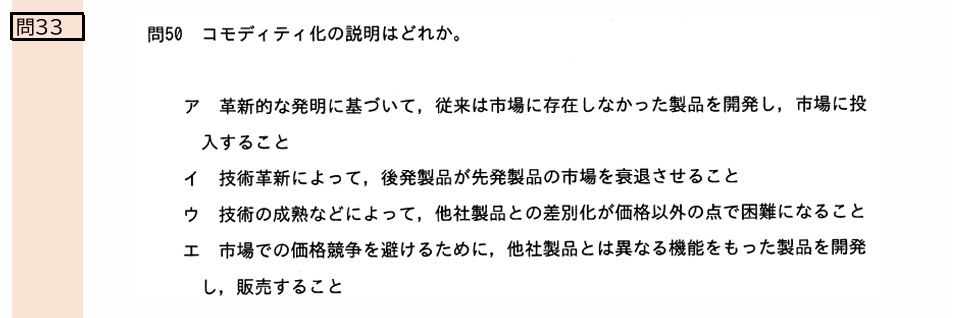 問33
問50 コモディティ化の説明はどれか。
ア 革新的な発明に基づいて，従来は市場に存在しなかった製品を開発し，市場に投
入すること
イ 技術革新によって，後発製品が先発製品の市場を衰退させること
ウ 技術の成熟などによって，他社製品との差別化が価格以外の点で困難になること
エ 市場での価格競争を避けるために，他社製品とは異なる機能をもった製品を開発
し，販売すること